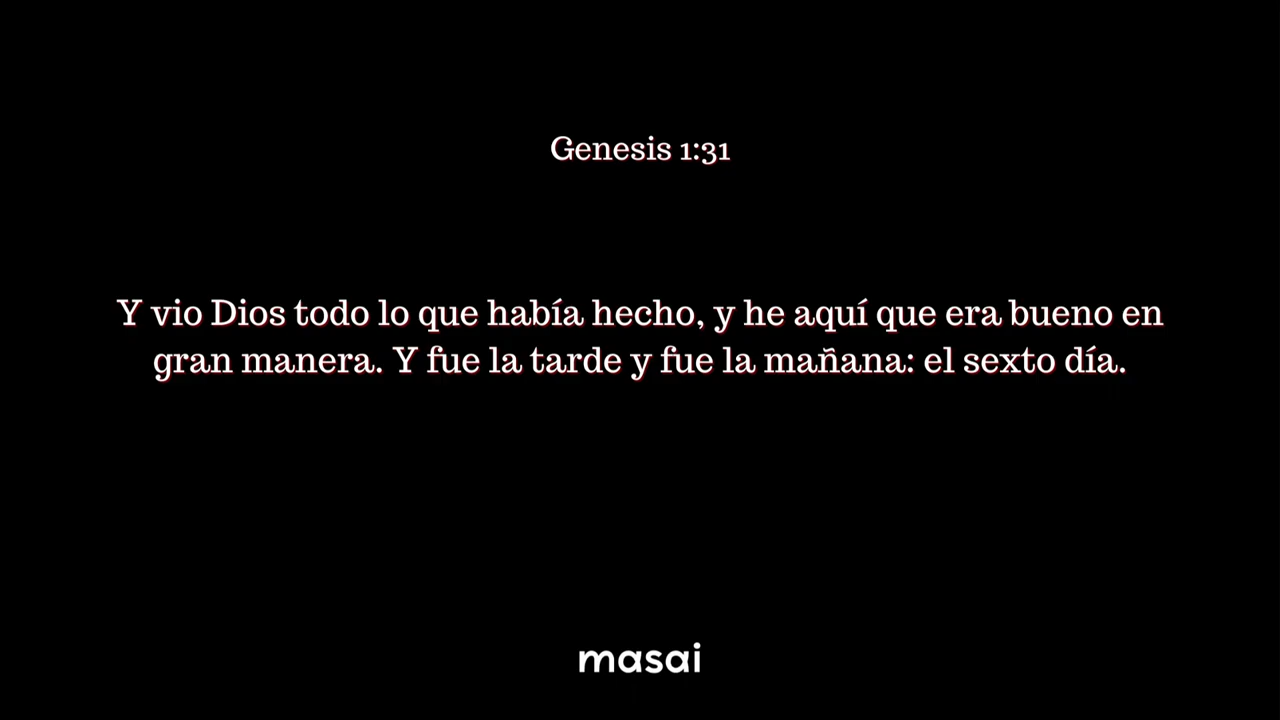 Genesis 1:31
Y vio Dios todo lo que había hecho, y he aquí que era bueno en
gran manera. Y fue la tarde y fue la mañana: el sexto día.
masai